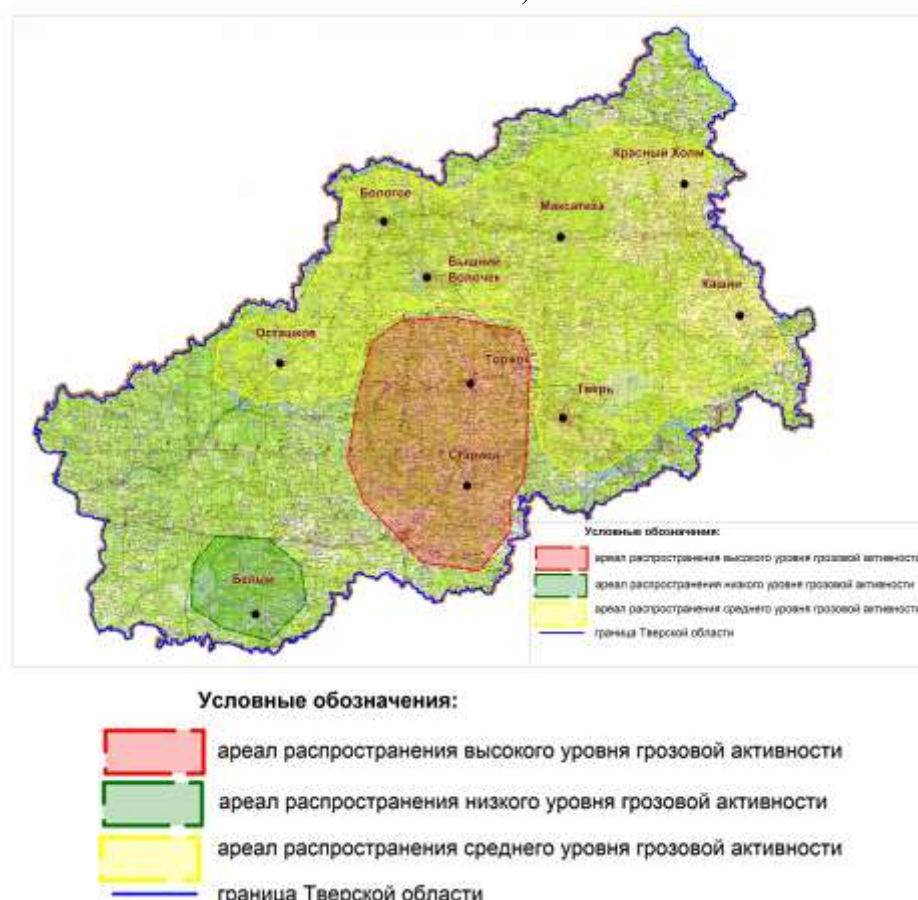 )
Красный Холм
Бологое
Максатиха
Вышний
Волочек
Кашин
Осташков
Торжок
Тверь
Старица
Белый
Условные обозначения:
ареал распространения высокого уровня грозовой активности
ареал распространения низкого уровня грозовой активности
ареал распространения среднего уровня грозовой активности
граница Тверской области
Условные обозначения:
ареал распространения высокого уровня грозовой активности
ареал распространения низкого уровня грозовой активности
ареал распространения среднего уровня грозовой активности
граница Тверской области